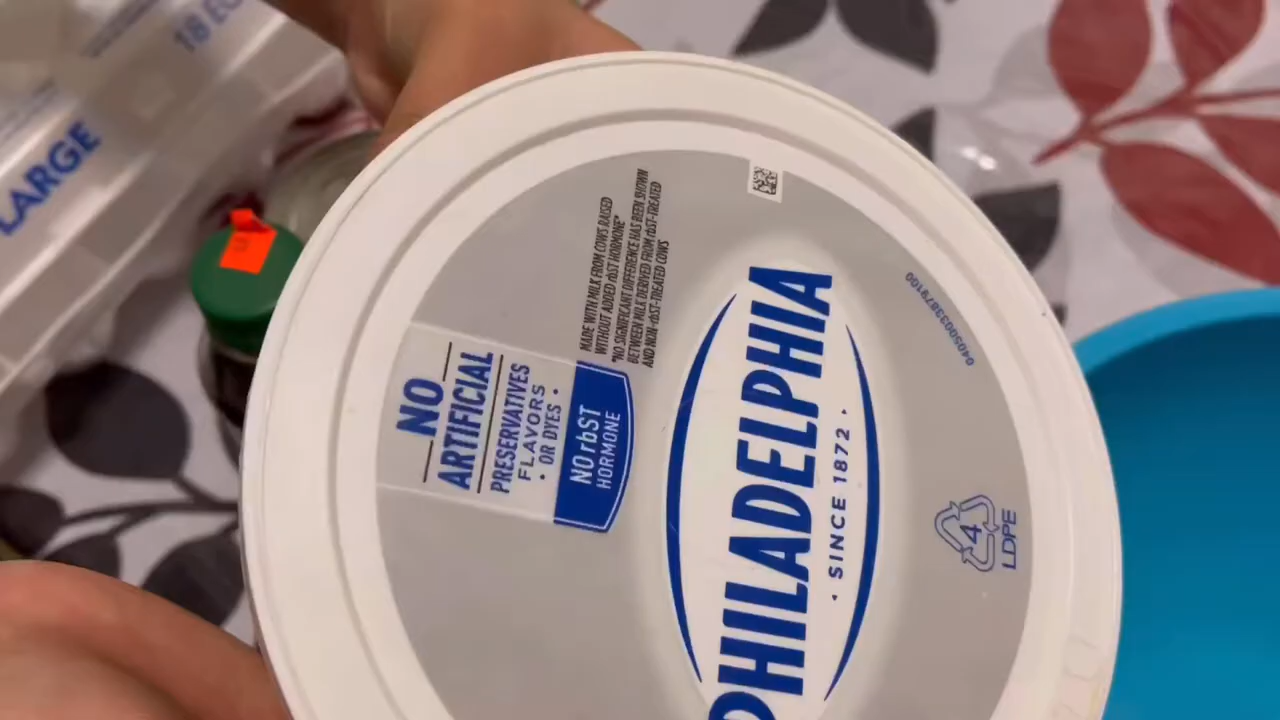 18
LARGE
NO
ARTIFICIAL
PRESERVATIVES
FLAVORS
• OR DYES •
NO rbST
HORMONE
MADE WITH MILK FROM COWS RAISED
WITHOUT ADDED rbST HORMONE*
*NO SIGNIFICANT DIFFERENCE HAS BEEN SHOWN
BETWEEN MILK DERIVED FROM rbST-TREATED
AND NON-rbST-TREATED COWS
PHILADELPHIA
• SINCE 1872 •
04050033879100
4
LDPE